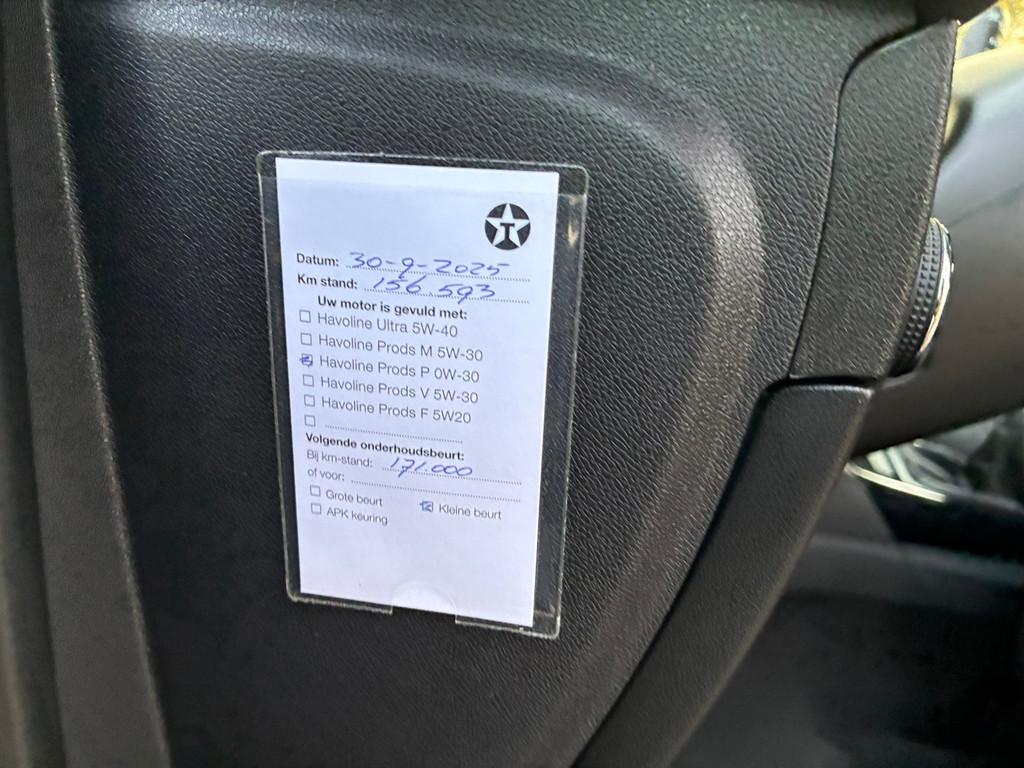 T
Datum: 30-9-2025
Km stand: 156.593
Uw motor is gevuld met:
☐ Havoline Ultra 5W-40
☐ Havoline Prods M 5W-30
☑ Havoline Prods P 0W-30
☐ Havoline Prods V 5W-30
☐ Havoline Prods F 5W20
☐
Volgende onderhoudsbeurt:
Bij km-stand: 171.000
of voor:
☐ Grote beurt ☑ Kleine beurt
☐ APK keuring